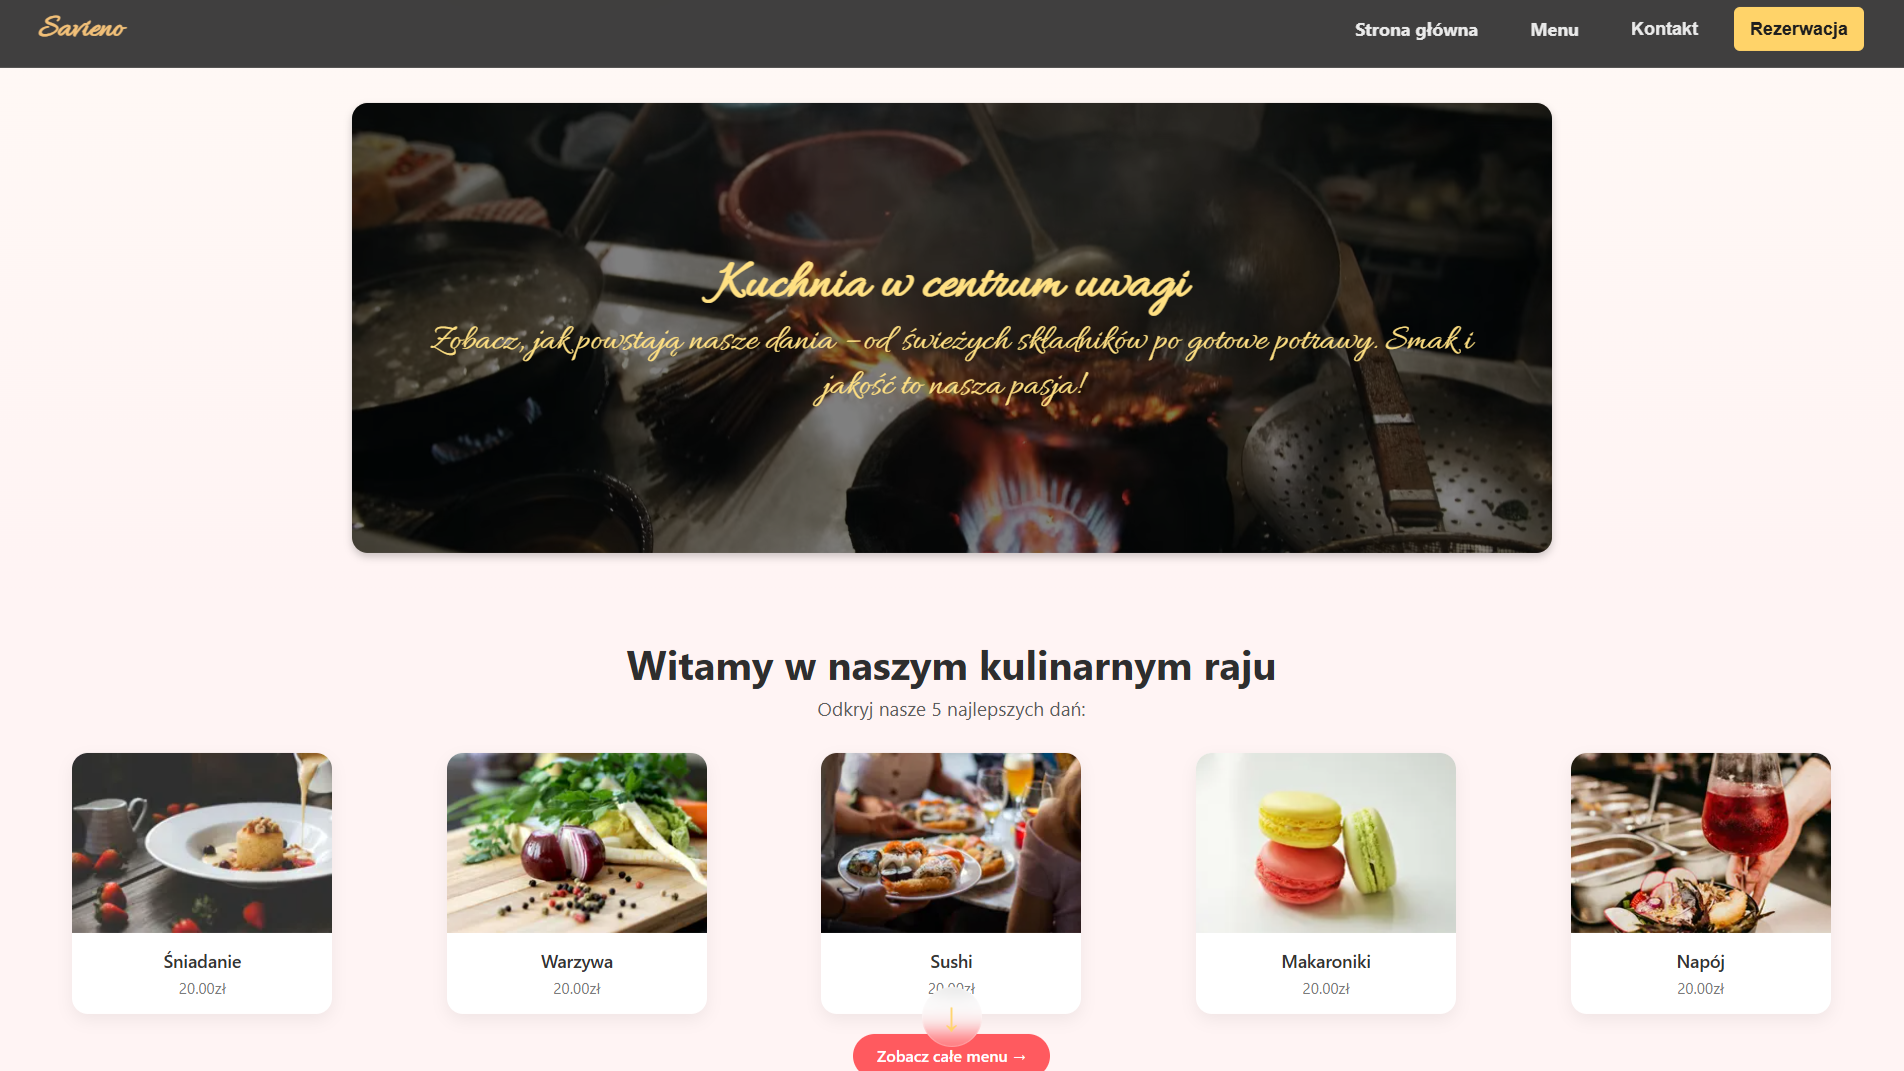 Savieno
Strona główna
Menu
Kontakt
Rezerwacja
Kuchnia w centrum uwagi
Zobacz, jak powstają nasze dania – od świeżych składników po gotowe potrawy. Smak i
jakość to nasza pasja!
Witamy w naszym kulinarnym raju
Odkryj nasze 5 najlepszych dań:
Śniadanie
20.00zł
Warzywa
20.00zł
Sushi
20.00zł
Makaroniki
20.00zł
Napój
20.00zł
↓
Zobacz całe menu →